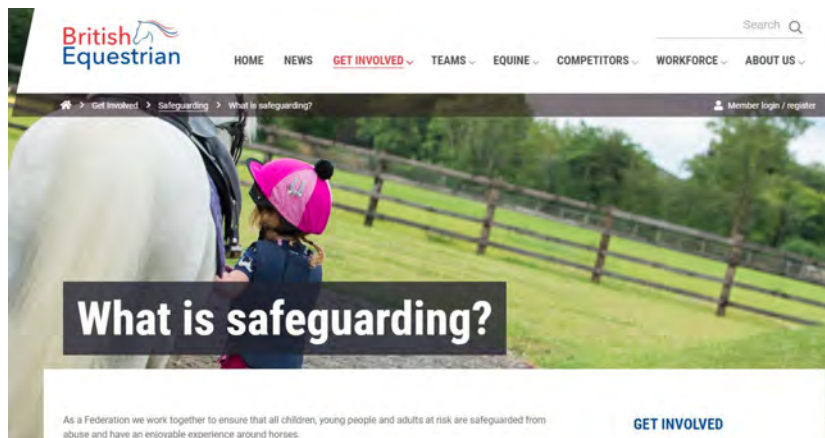 British
Equestrian
Search
HOME NEWS GET INVOLVED TEAMS EQUINE COMPETITORS WORKFORCE ABOUT US
> Get Involved > Safeguarding > What is safeguarding? Member login / register
What is safeguarding?
As a Federation we work together to ensure that all children, young people and adults at risk are safeguarded from
abuse and have an enjoyable experience around horses.
GET INVOLVED